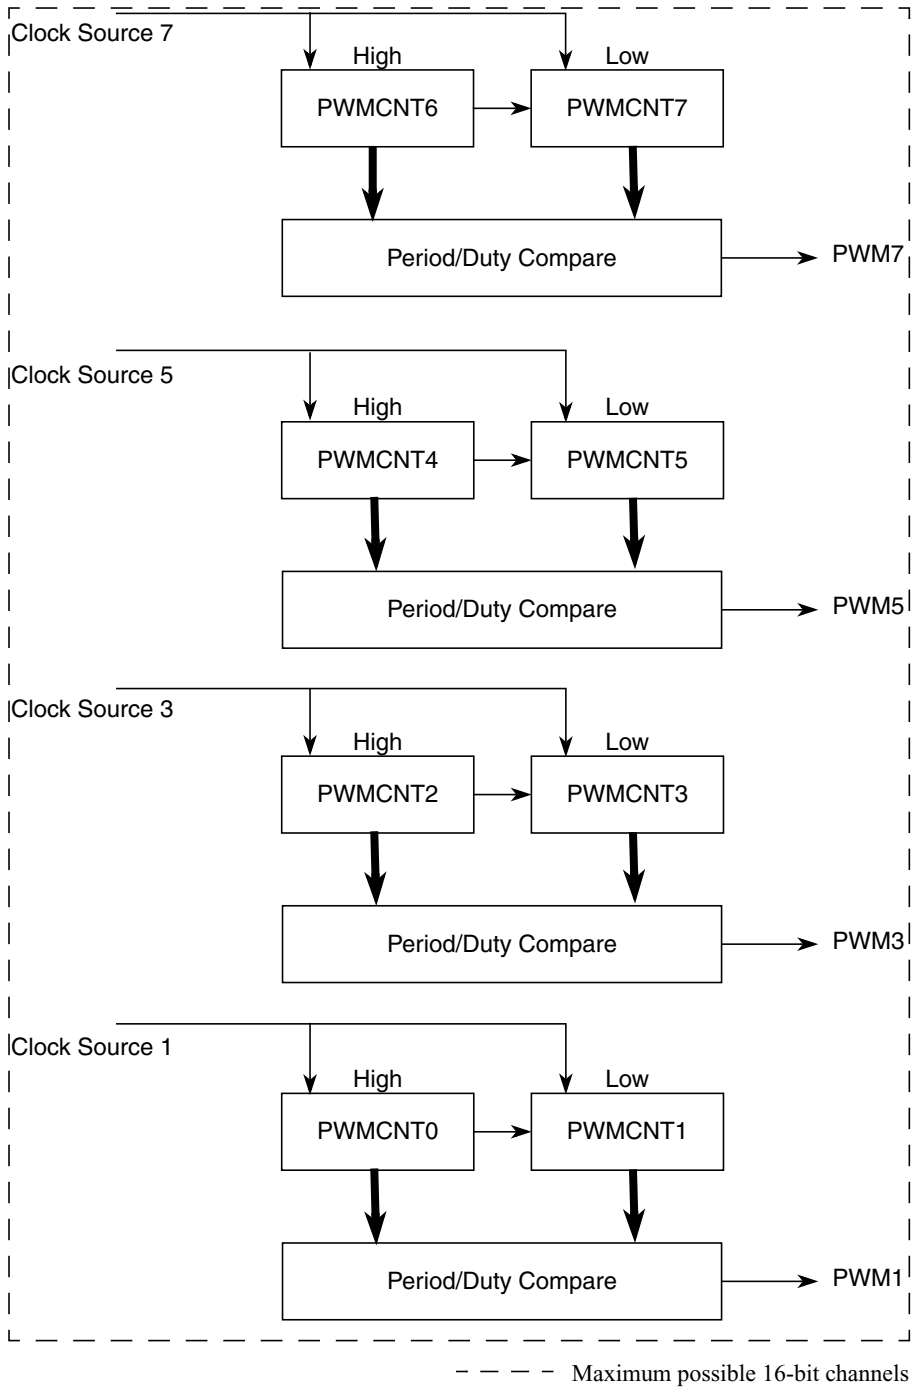 Clock Source 7
High Low
PWMCNT6 PWMCNT7
Period/Duty Compare PWM7
Clock Source 5
High Low
PWMCNT4 PWMCNT5
Period/Duty Compare PWM5
Clock Source 3
High Low
PWMCNT2 PWMCNT3
Period/Duty Compare PWM3
Clock Source 1
High Low
PWMCNT0 PWMCNT1
Period/Duty Compare PWM1
Maximum possible 16-bit channels